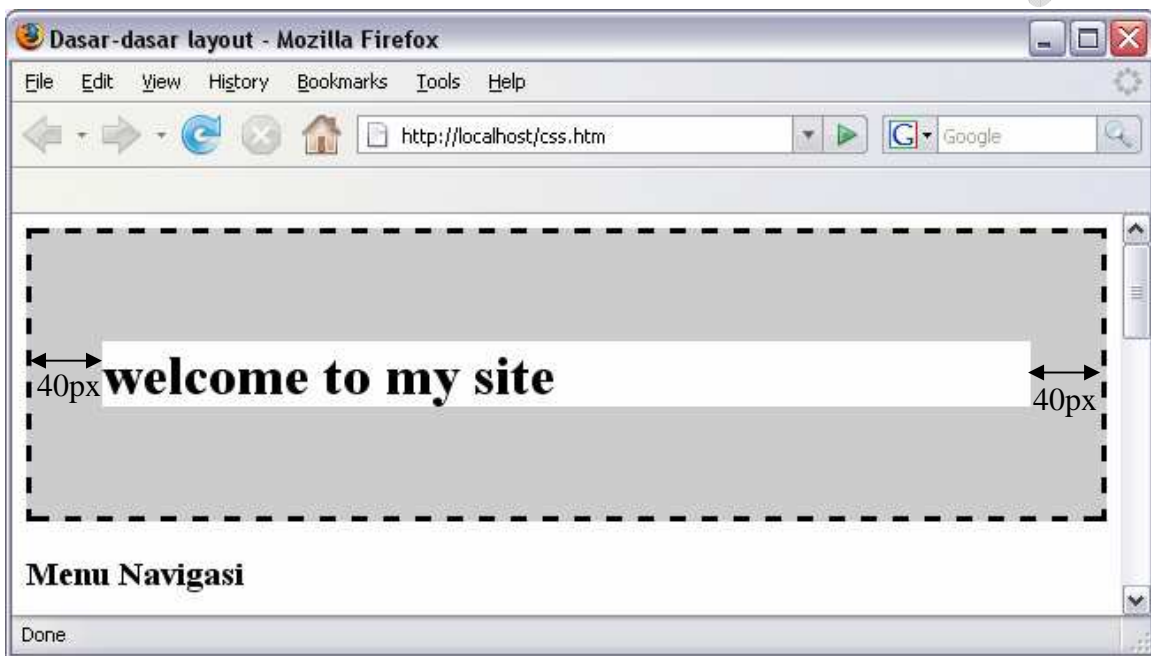 Dasar-dasar layout - Mozilla Firefox
File Edit View History Bookmarks Tools Help
http://localhost/css.htm
G Google
welcome to my site
40px
40px
Menu Navigasi
Done